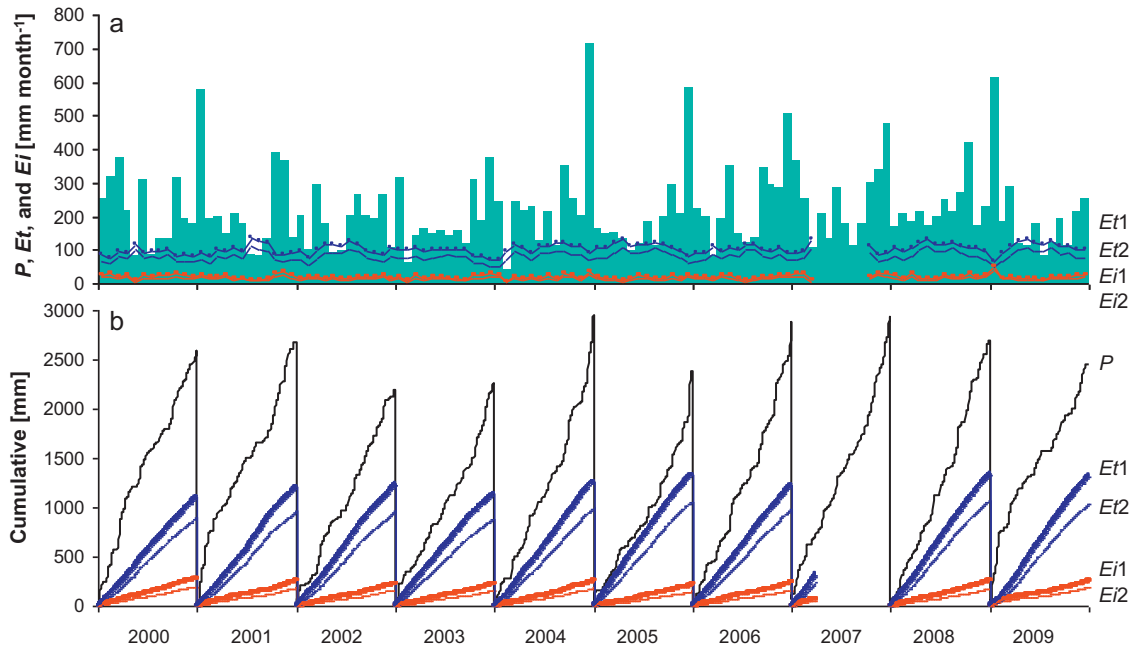 a
P, Et, and Ei [mm month⁻¹]
800
700
600
500
400
300
200
100
0
Et1
Et2
Ei1
Ei2
b
Cumulative [mm]
3000
2500
2000
1500
1000
500
0
P
Et1
Et2
Ei1
Ei2
2000 2001 2002 2003 2004 2005 2006 2007 2008 2009